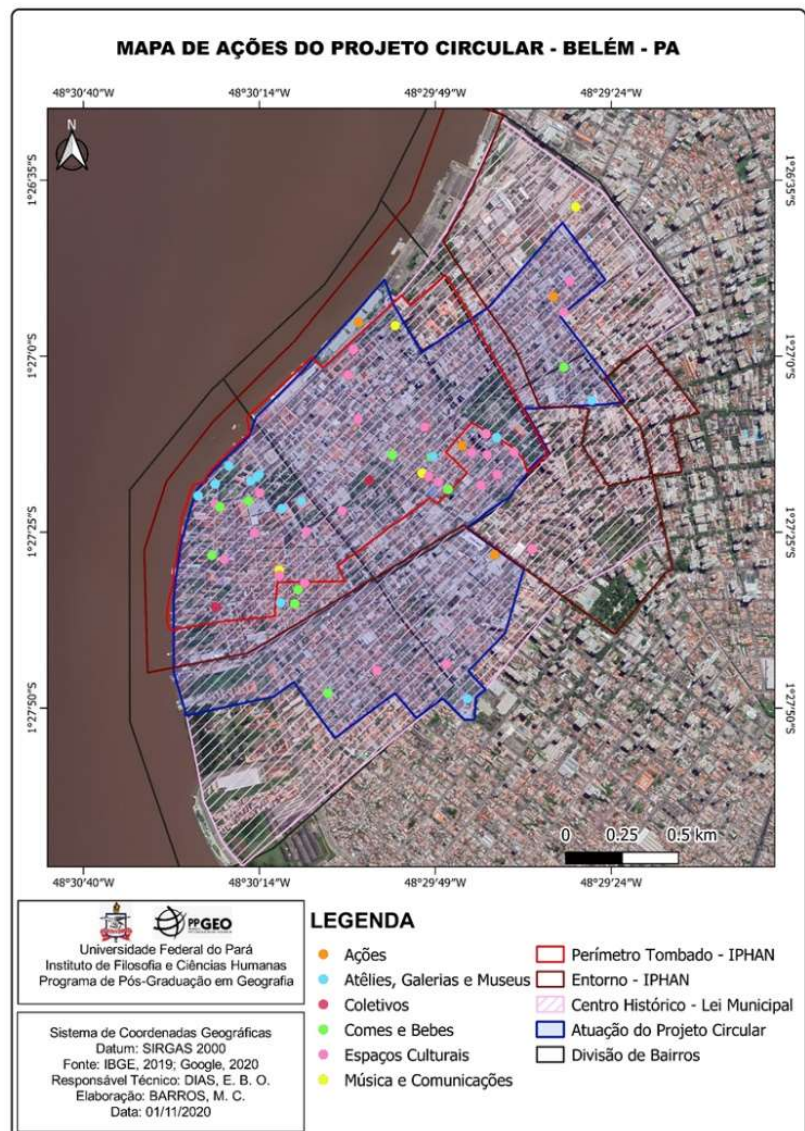 MAPA DE AÇÕES DO PROJETO CIRCULAR - BELÉM - PA
48°30'40"
48°30'14"
48°29'49"
48°29'24"
N
1°26'35"S
1°26'35"S
1°27'0"S
1°27'0"S
1°27'25"S
1°27'25"S
1°27'50"S
1°27'50"S
0 0.25 0.5 km
48°30'40"
48°30'14"
48°29'49"
48°29'24"
PPGEO
Universidade Federal do Pará
Instituto de Filosofia e Ciências Humanas
Programa de Pós-Graduação em Geografia
Sistema de Coordenadas Geográficas
Datum: SIRGAS 2000
Fonte: IBGE, 2019; Google, 2020
Responsável Técnico: DIAS, E. B. O.
Elaboração: BARROS, M. C.
Data: 01/11/2020
LEGENDA
Ações
Atêlies, Galerias e Museus
Coletivos
Comes e Bebes
Espaços Culturais
Música e Comunicações
Perímetro Tombado - IPHAN
Entorno - IPHAN
Centro Histórico - Lei Municipal
Atuação do Projeto Circular
Divisão de Bairros